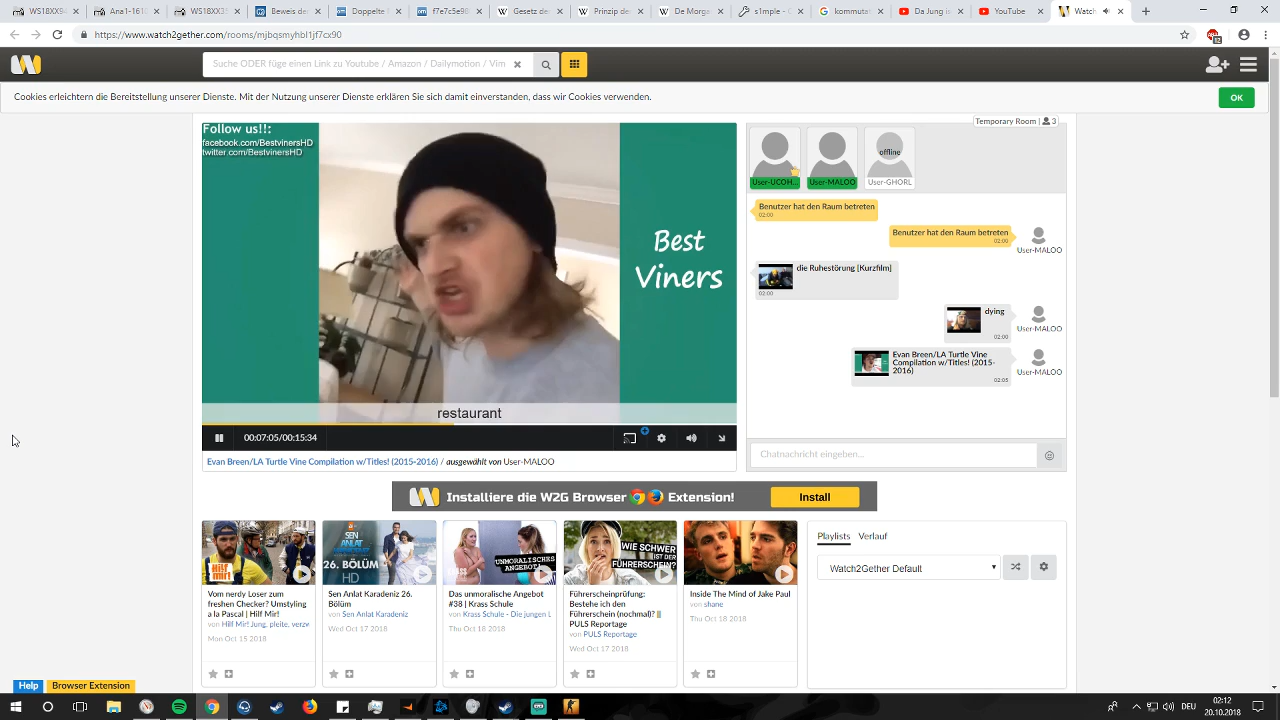 WS18XX9
Ana1-161
WS18XX3
Beweis de
Doppelte
f7e7c5e98
Gesetz de
Prinzip de
De Morga
s1mple - C
kommutat
Da Jung is
YouTube
Watch2
https://www.watch2gether.com/rooms/mjbqsmyhbl1jf7cx90
Suche ODER füge einen Link zu Youtube / Amazon / Dailymotion / Vim
Cookies erleichtern die Bereitstellung unserer Dienste. Mit der Nutzung unserer Dienste erklären Sie sich damit einverstanden, dass wir Cookies verwenden.
OK
Follow us!!:
facebook.com/BestvinersHD
twitter.com/BestvinersHD
Best
Viners
restaurant
00:07:05/00:15:34
Evan Breen/LA Turtle Vine Compilation w/Titles! (2015-2016) / ausgewählt von User-MALOO
Temporary Room | 3
offline
User-UCOH...
User-MALOO
User-GHORL
Benutzer hat den Raum betreten
02:00
Benutzer hat den Raum betreten
02:00
User-MALOO
die Ruhestörung [Kurzfilm]
02:00
dying
02:00
User-MALOO
Evan Breen/LA Turtle Vine
Compilation w/Titles! (2015-
2016)
02:05
User-MALOO
Chatnachricht eingeben...
Installiere die W2G Browser Extension!
Install
Hilf
mir!
Vom nerdy Loser zum
freshen Checker? Umstyling
a la Pascal | Hilf Mir!
von Hilf Mir! Jung, pleite, verzw
Mon Oct 15 2018
SEN
ANLAT
26. BÖLÜM
HD
Sen Anlat Karadeniz 26.
Bölüm
von Sen Anlat Karadeniz
Wed Oct 17 2018
UNMORALISCHES
ANGEBOT
Das unmoralische Angebot
#38 | Krass Schule
von Krass Schule - Die jungen L
Thu Oct 18 2018
WIE SCHWER
IST DER
FÜHRERSCHEIN?
Führerscheinprüfung:
Bestehe ich den
Führerschein (nochmal)? ||
PULS Reportage
von PULS Reportage
Wed Oct 17 2018
Inside The Mind of Jake Paul
von shane
Thu Oct 18 2018
Playlists Verlauf
Watch2Gether Default
Help
Browser Extension
DEU
02:12
20.10.2018